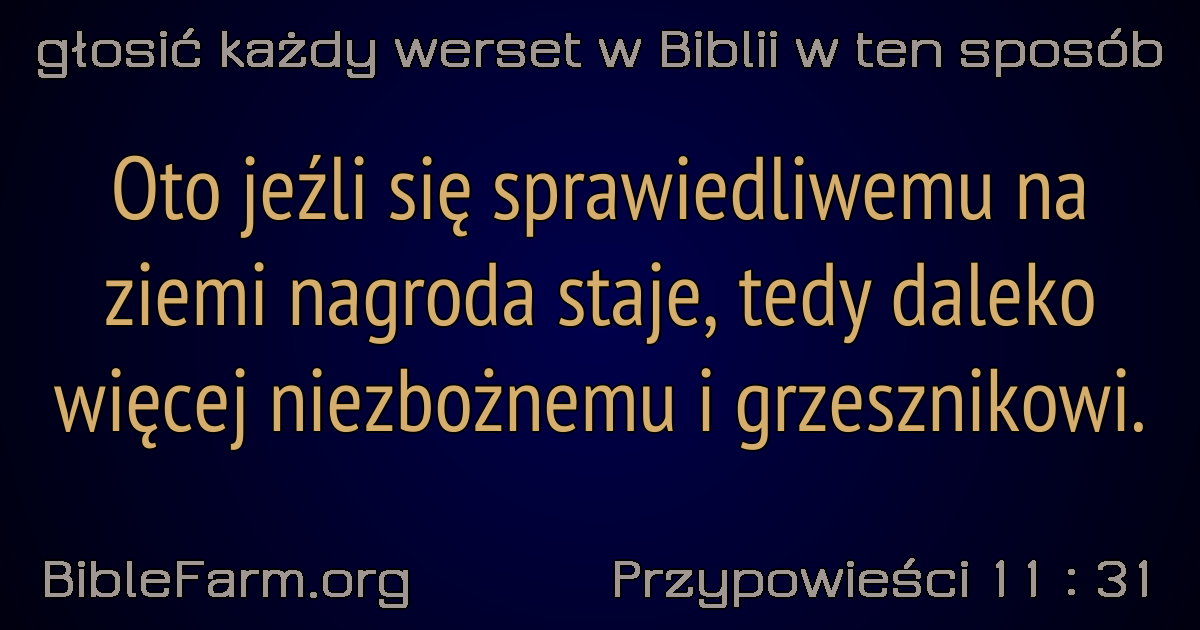 głosić każdy werset w Biblii w ten sposób
Oto jeźli się sprawiedliwemu na
ziemi nagroda staje, tedy daleko
więcej niezbożnemu i grzesznikowi.
BibleFarm.org
Przypowieści 11 : 31